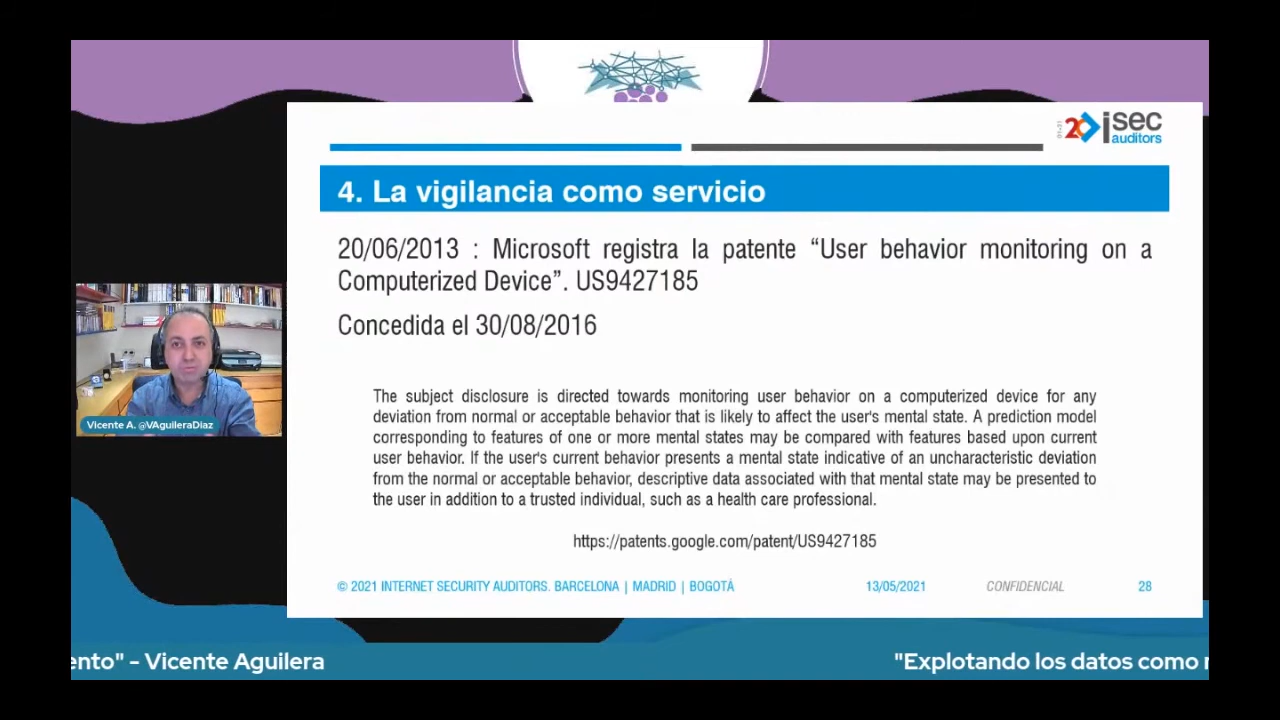 20
isec
auditors
4. La vigilancia como servicio
20/06/2013 : Microsoft registra la patente “User behavior monitoring on a
Computerized Device”. US9427185
Concedida el 30/08/2016
The subject disclosure is directed towards monitoring user behavior on a computerized device for any
deviation from normal or acceptable behavior that is likely to affect the user's mental state. A prediction model
corresponding to features of one or more mental states may be compared with features based upon current
user behavior. If the user's current behavior presents a mental state indicative of an uncharacteristic deviation
from the normal or acceptable behavior, descriptive data associated with that mental state may be presented to
the user in addition to a trusted individual, such as a health care professional.
https://patents.google.com/patent/US9427185
© 2021 INTERNET SECURITY AUDITORS. BARCELONA | MADRID | BOGOTÁ 13/05/2021 CONFIDENCIAL 28
Vicente A. @VAguileraDiaz
ento" - Vicente Aguilera "Explotando los datos como